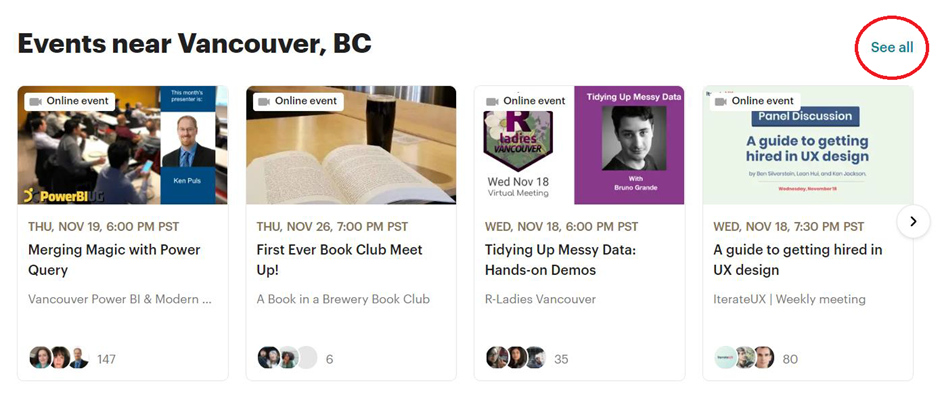 Events near Vancouver, BC
See all
Online event
This month's
presenter is:
Ken Puls
PowerBIUG
THU, NOV 19, 6:00 PM PST
Merging Magic with Power
Query
Vancouver Power BI & Modern ...
147
Online event
THU, NOV 26, 7:00 PM PST
First Ever Book Club Meet
Up!
A Book in a Brewery Book Club
6
Online event
Tidying Up Messy Data
R
ladies
VANCOUVER
Wed Nov 18
Virtual Meeting
With
Bruno Grande
WED, NOV 18, 6:00 PM PST
Tidying Up Messy Data:
Hands-on Demos
R-Ladies Vancouver
35
Online event
Panel Discussion
A guide to getting
hired in UX design
by Ben Silverstein, Laan Hui, and Ken Jackson.
Wednesday, November 18
WED, NOV 18, 7:30 PM PST
A guide to getting hired in
UX design
IterateUX | Weekly meeting
80